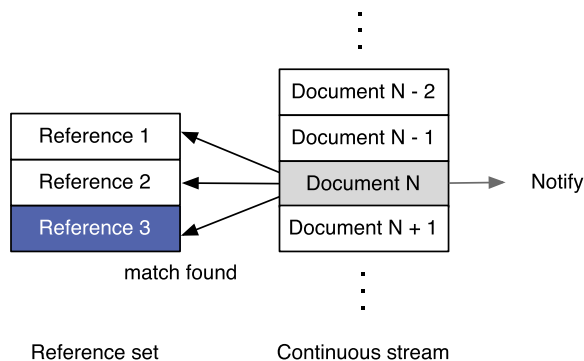 Document N - 2
Reference 1
Document N - 1
Reference 2
Document N
Notify
Reference 3
Document N + 1
match found
Reference set
Continuous stream